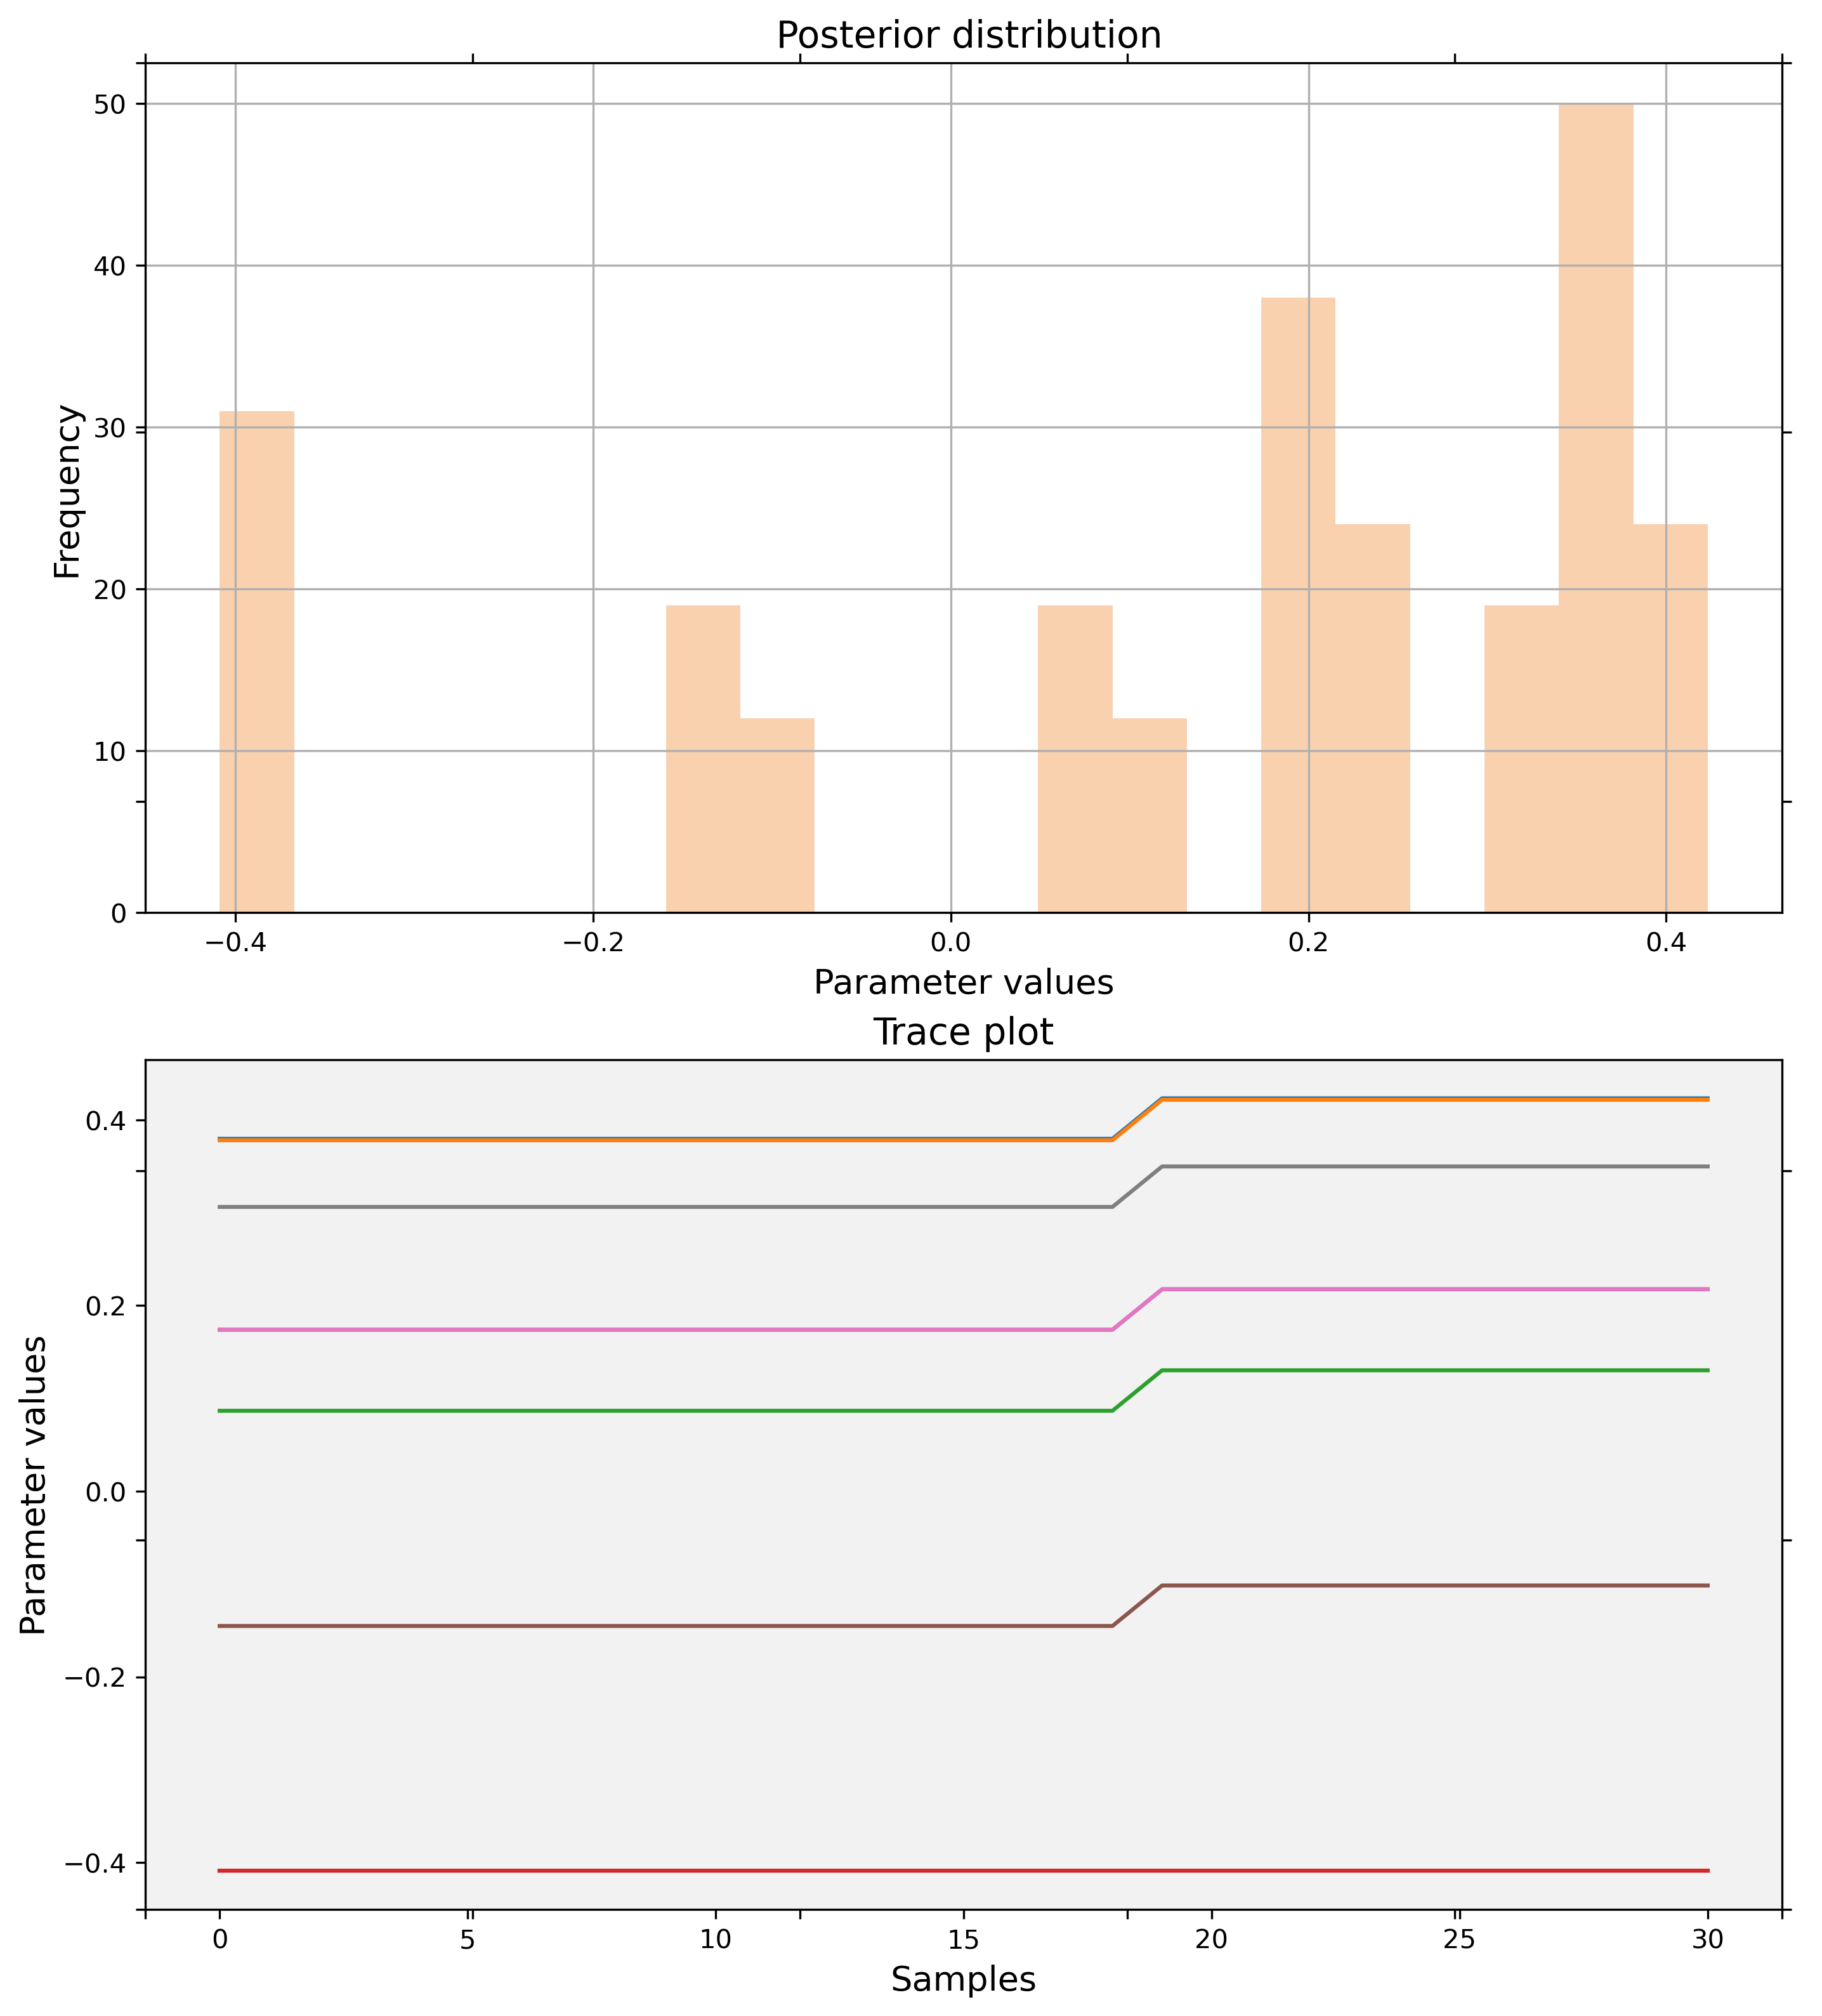 Posterior distribution
50
40
30
20
10
0
Frequency
−0.4 −0.2 0.0 0.2 0.4
Parameter values
Trace plot
0.4
0.2
0.0
−0.2
−0.4
Parameter values
0 5 10 15 20 25 30
Samples